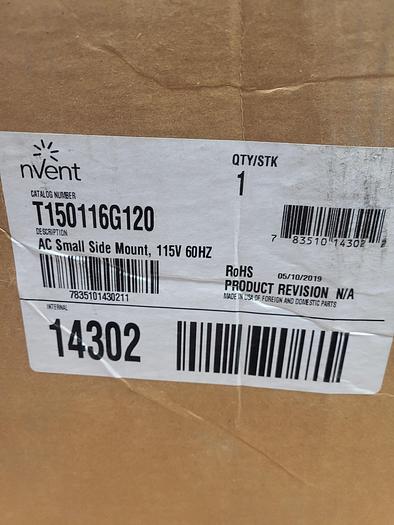 nVent
CATALOG NUMBER
T150116G120
DESCRIPTION
AC Small Side Mount, 115V 60HZ
7835101430211
QTY/STK
1
7 83510 14302 2
RoHS 05/10/2019
PRODUCT REVISION N/A
MADE IN USA OF FOREIGN AND DOMESTIC PARTS
INTERNAL
14302